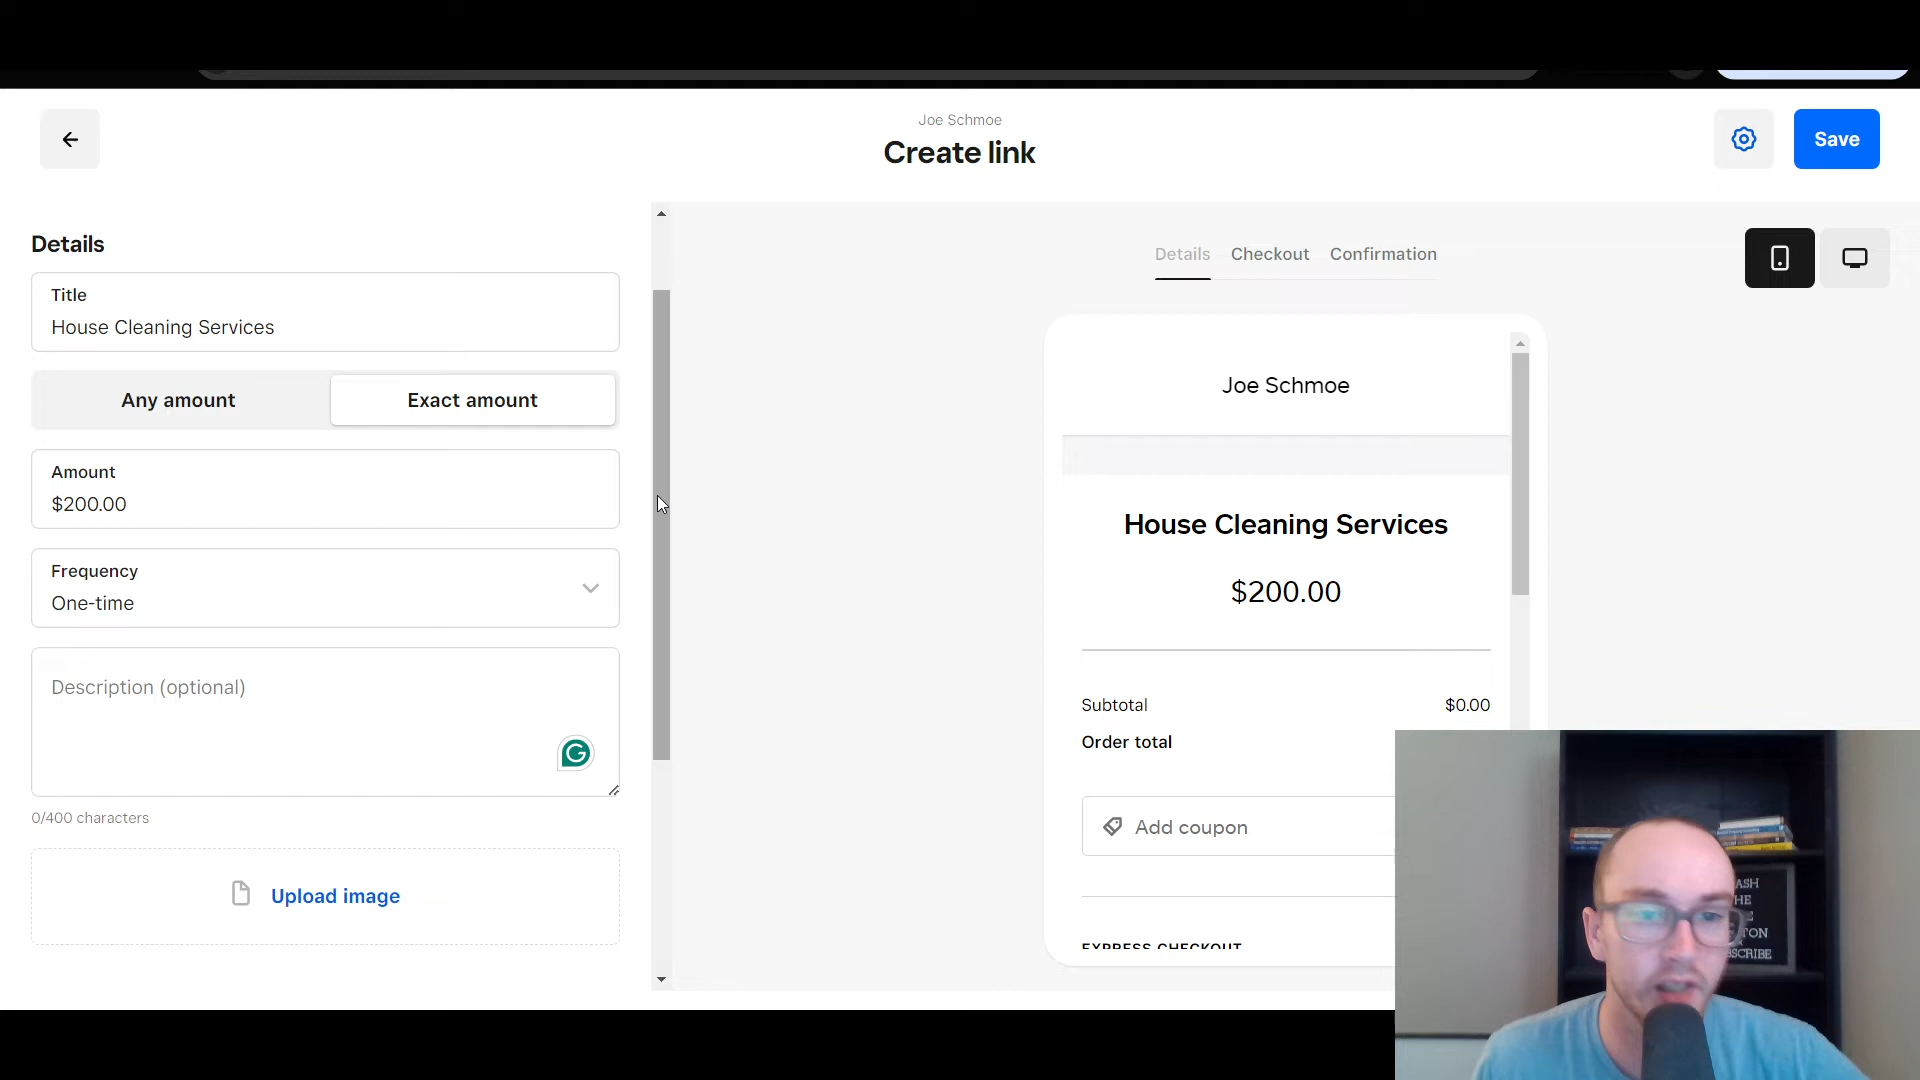 Joe Schmoe
Create link
Save
Details
Title
House Cleaning Services
Any amount
Exact amount
Amount
$200.00
Frequency
One-time
Description (optional)
0/400 characters
Upload image
Details Checkout Confirmation
Joe Schmoe
House Cleaning Services
$200.00
Subtotal $0.00
Order total
Add coupon
EXPRESS CHECKOUT